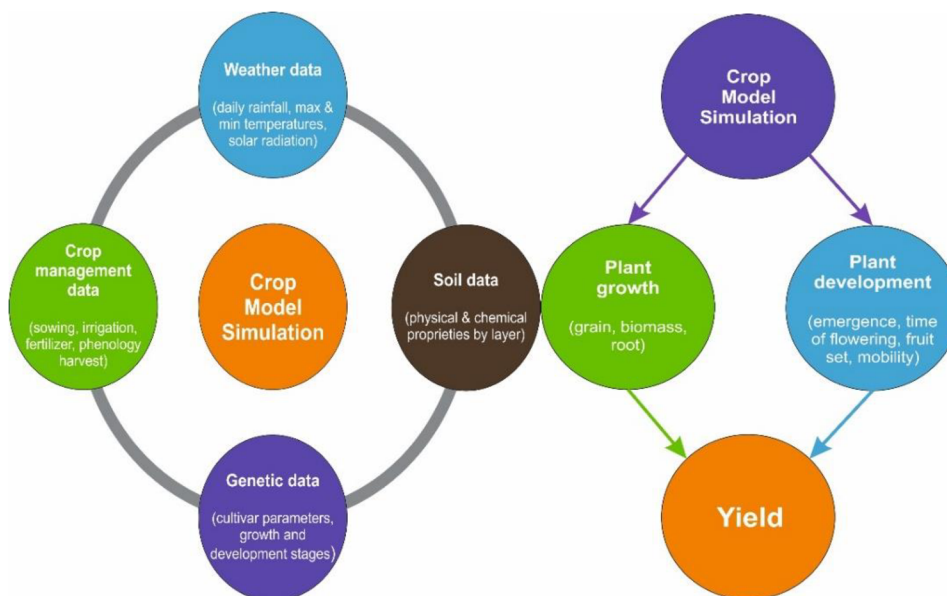 Weather data
(daily rainfall, max &
min temperatures,
solar radiation)
Crop
management
data
(sowing, irrigation,
fertilizer, phenology
harvest)
Crop
Model
Simulation
Soil data
(physical & chemical
proprieties by layer)
Genetic data
(cultivar parameters,
growth and
development stages)
Crop
Model
Simulation
Plant
growth
(grain, biomass,
root)
Plant
development
(emergence, time
of flowering, fruit
set, mobility)
Yield